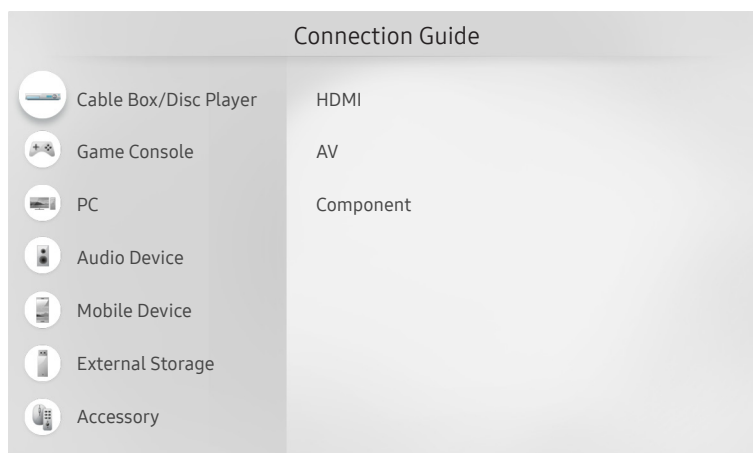 Connection Guide
Cable Box/Disc Player
HDMI
Game Console
AV
PC
Component
Audio Device
Mobile Device
External Storage
Accessory